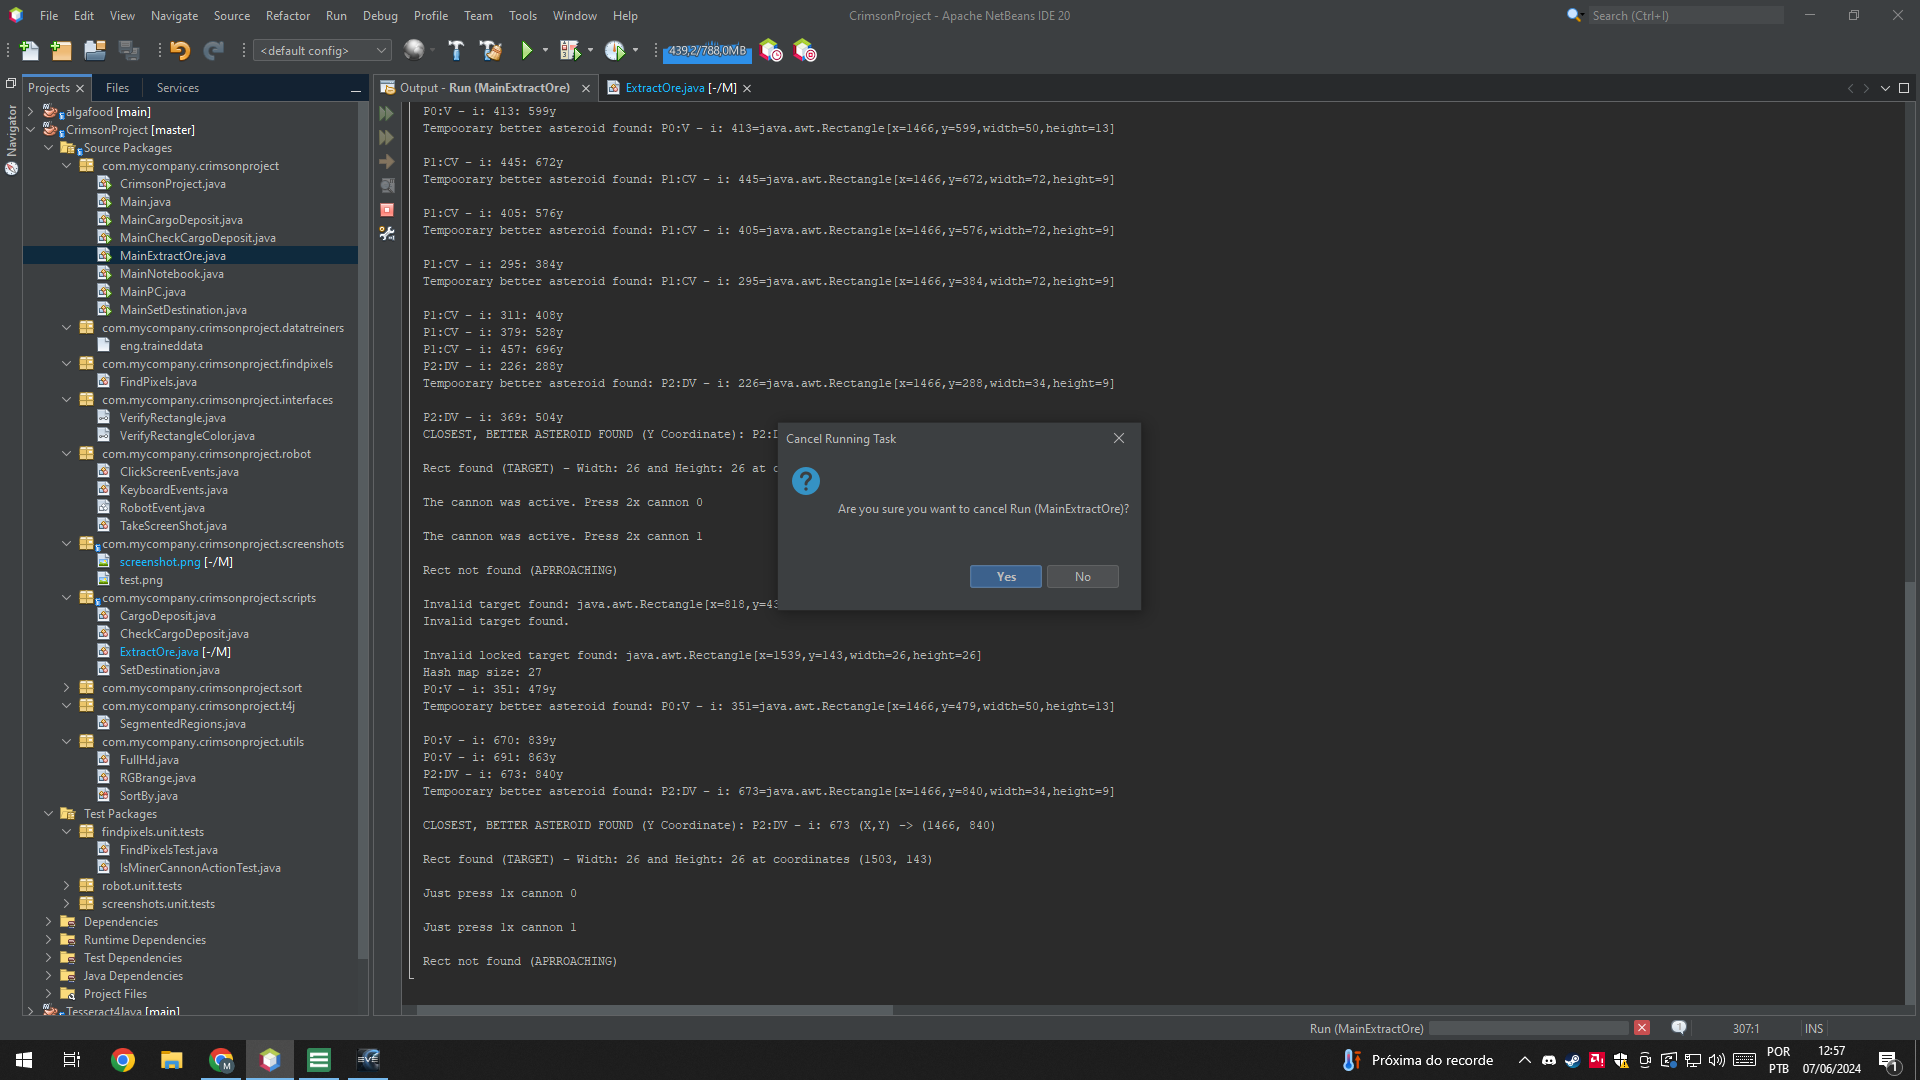 File Edit View Navigate Source Refactor Run Debug Profile Team Tools Window Help
CrimsonProject - Apache NetBeans IDE 20
Search (Ctrl+I)
<default config>
439,2/788,0MB
Projects
Files
Services
Output - Run (MainExtractOre)
ExtractOre.java [-/M]
Navigator
algafood [main]
CrimsonProject [master]
Source Packages
com.mycompany.crimsonproject
CrimsonProject.java
Main.java
MainCargoDeposit.java
MainCheckCargoDeposit.java
MainExtractOre.java
MainNotebook.java
MainPC.java
MainSetDestination.java
com.mycompany.crimsonproject.datatreiners
eng.traineddata
com.mycompany.crimsonproject.findpixels
FindPixels.java
com.mycompany.crimsonproject.interfaces
VerifyRectangle.java
VerifyRectangleColor.java
com.mycompany.crimsonproject.robot
ClickScreenEvents.java
KeyboardEvents.java
RobotEvent.java
TakeScreenShot.java
com.mycompany.crimsonproject.screenshots
screenshot.png [-/M]
test.png
com.mycompany.crimsonproject.scripts
CargoDeposit.java
CheckCargoDeposit.java
ExtractOre.java [-/M]
SetDestination.java
com.mycompany.crimsonproject.sort
com.mycompany.crimsonproject.t4j
SegmentedRegions.java
com.mycompany.crimsonproject.utils
FullHd.java
RGBrange.java
SortBy.java
Test Packages
findpixels.unit.tests
FindPixelsTest.java
IsMinerCannonActionTest.java
robot.unit.tests
screenshots.unit.tests
Dependencies
Runtime Dependencies
Test Dependencies
Java Dependencies
Project Files
Tesseract4Java [main]
P0:V - i: 413: 599y
Tempoorary better asteroid found: P0:V - i: 413=java.awt.Rectangle[x=1466,y=599,width=50,height=13]
P1:CV - i: 445: 672y
Tempoorary better asteroid found: P1:CV - i: 445=java.awt.Rectangle[x=1466,y=672,width=72,height=9]
P1:CV - i: 405: 576y
Tempoorary better asteroid found: P1:CV - i: 405=java.awt.Rectangle[x=1466,y=576,width=72,height=9]
P1:CV - i: 295: 384y
Tempoorary better asteroid found: P1:CV - i: 295=java.awt.Rectangle[x=1466,y=384,width=72,height=9]
P1:CV - i: 311: 408y
P1:CV - i: 379: 528y
P1:CV - i: 457: 696y
P2:DV - i: 226: 288y
Tempoorary better asteroid found: P2:DV - i: 226=java.awt.Rectangle[x=1466,y=288,width=34,height=9]
P2:DV - i: 369: 504y
CLOSEST, BETTER ASTEROID FOUND (Y Coordinate): P2:D
Rect found (TARGET) - Width: 26 and Height: 26 at c
The cannon was active. Press 2x cannon 0
The cannon was active. Press 2x cannon 1
Rect not found (APRROACHING)
Invalid target found: java.awt.Rectangle[x=818,y=43
Invalid target found.
Invalid locked target found: java.awt.Rectangle[x=1539,y=143,width=26,height=26]
Hash map size: 27
P0:V - i: 351: 479y
Tempoorary better asteroid found: P0:V - i: 351=java.awt.Rectangle[x=1466,y=479,width=50,height=13]
P0:V - i: 670: 839y
P0:V - i: 691: 863y
P2:DV - i: 673: 840y
Tempoorary better asteroid found: P2:DV - i: 673=java.awt.Rectangle[x=1466,y=840,width=34,height=9]
CLOSEST, BETTER ASTEROID FOUND (Y Coordinate): P2:DV - i: 673 (X,Y) -> (1466, 840)
Rect found (TARGET) - Width: 26 and Height: 26 at coordinates (1503, 143)
Just press 1x cannon 0
Just press 1x cannon 1
Rect not found (APRROACHING)
Cancel Running Task
Are you sure you want to cancel Run (MainExtractOre)?
Yes
No
Run (MainExtractOre)
307:1
INS
M
EVE
Próxima do recorde
POR
PTB
12:57
07/06/2024
1